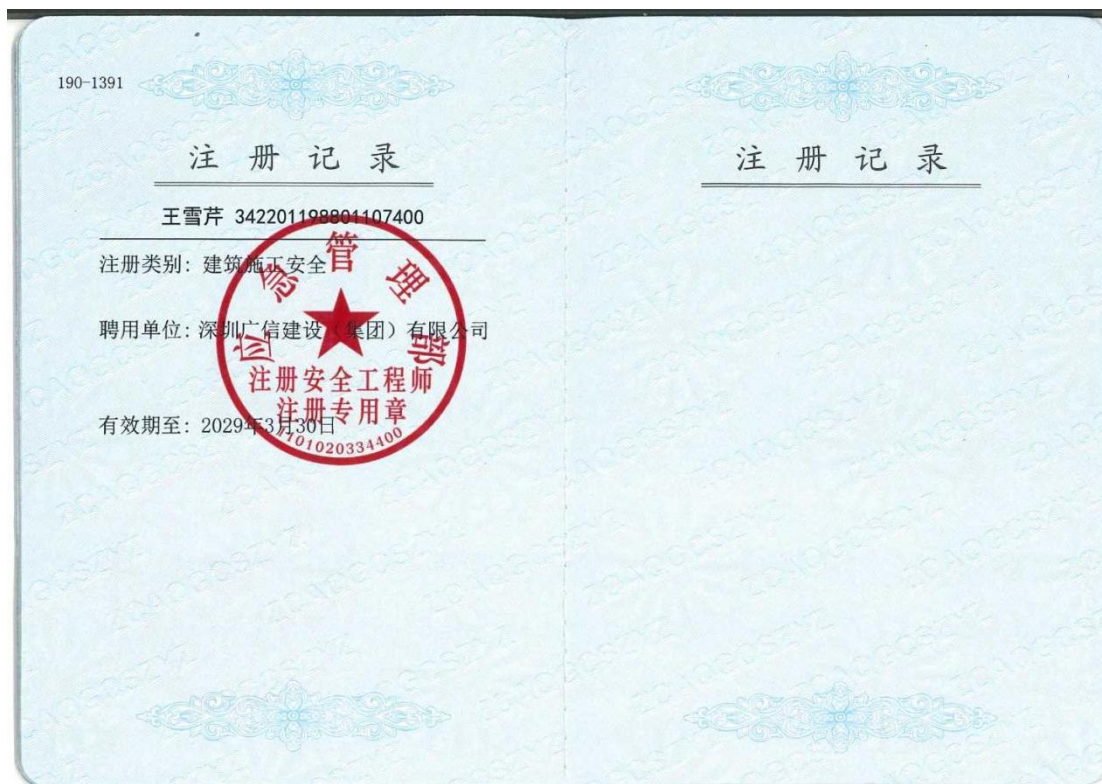 190-1391
注 册 记 录
王雪芹 342201198801107400
注册类别: 建筑施工安全
聘用单位: 深圳广信建设（集团）有限公司
有效期至: 2029年3月30日
应急管理部
注册安全工程师
注册专用章
1101020334400
注 册 记 录